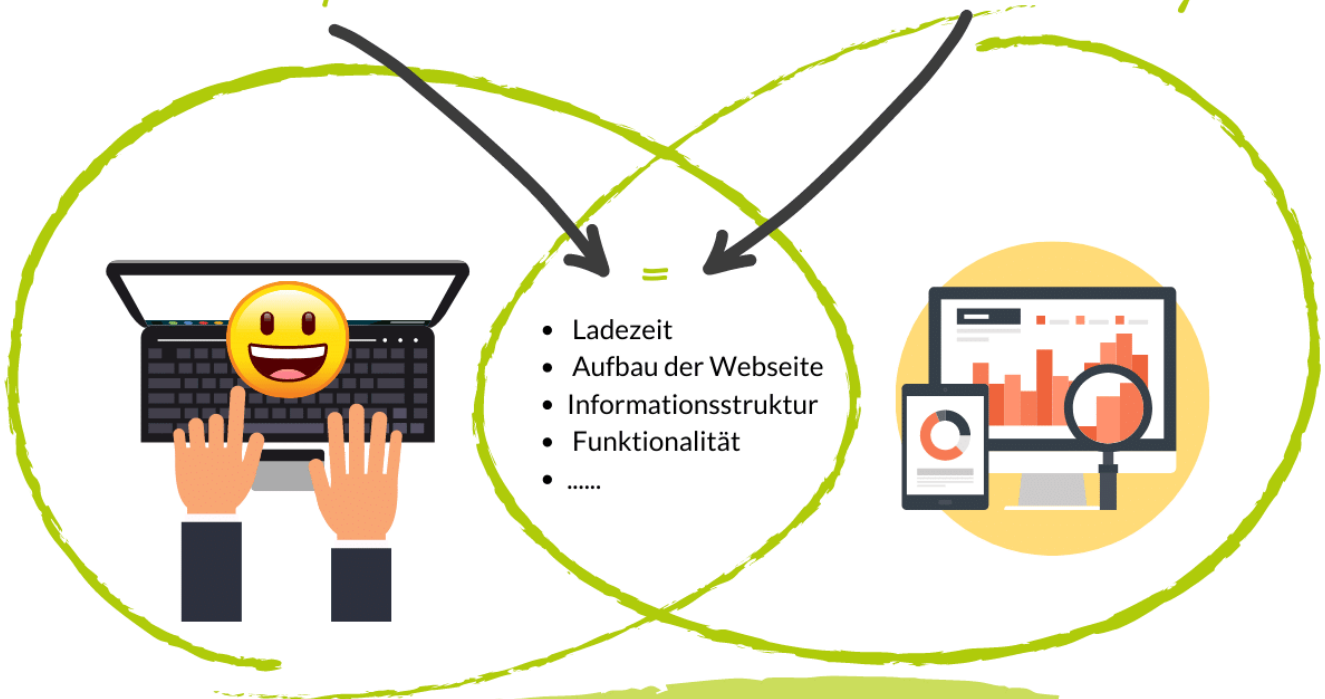 =
Ladezeit
Aufbau der Webseite
Informationsstruktur
Funktionalität
......